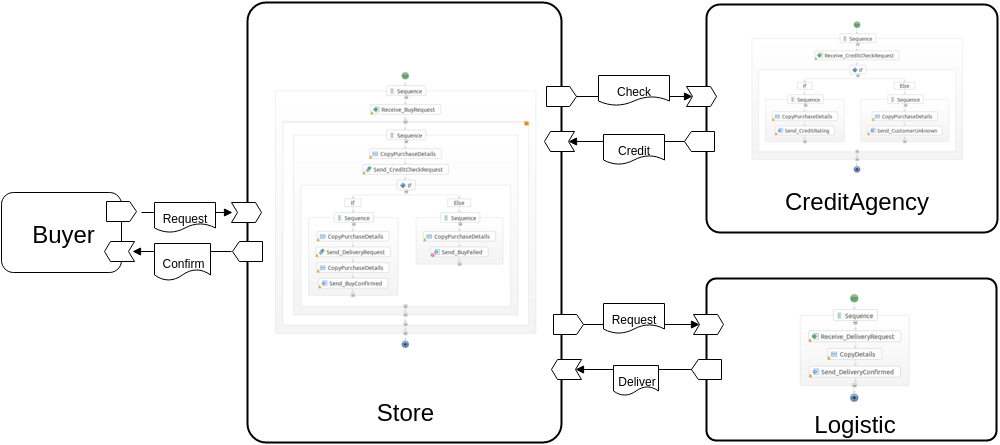 Buyer
Request
Confirm
Sequence
Receive_BuyRequest
Sequence
CopyPurchaseDetails
Send_CreditCheckRequest
If
If
Else
Sequence
Sequence
CopyPurchaseDetails
CopyPurchaseDetails
Send_DeliveryRequest
Send_BuyFailed
CopyPurchaseDetails
Send_BuyConfirmed
Store
Check
Credit
Sequence
Receive_CreditCheckRequest
If
If
Else
Sequence
Sequence
CopyPurchaseDetails
CopyPurchaseDetails
Send_CreditRating
Send_CustomerUnknown
CreditAgency
Request
Deliver
Sequence
Receive_DeliveryRequest
CopyDetails
Send_DeliveryConfirmed
Logistic